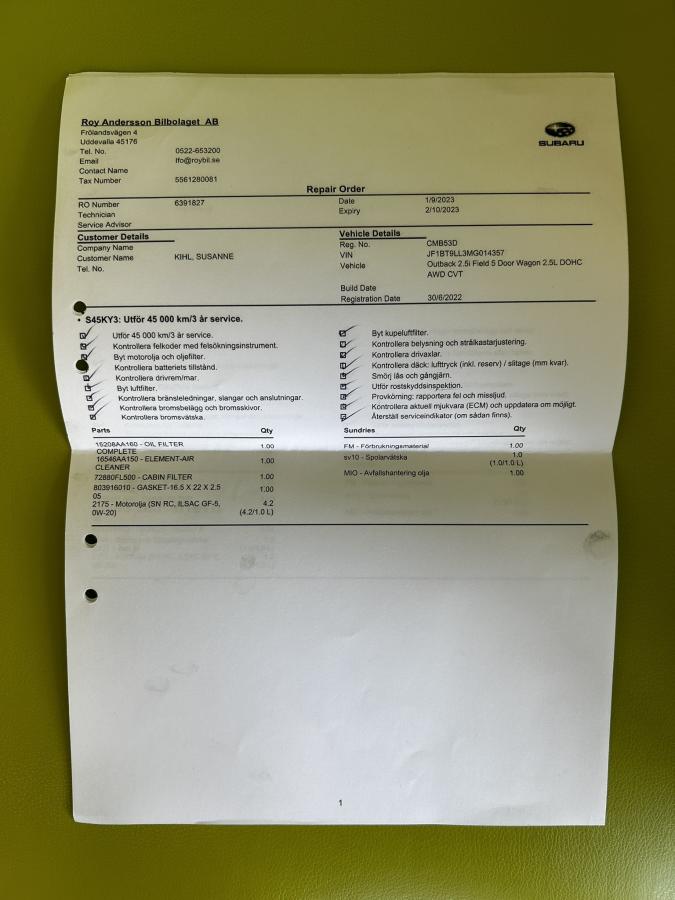 Roy Andersson Bilbolaget AB
Frölandsvägen 4
Uddevalla 45176
Tel. No. 0522-653200
Email lfo@roybil.se
Contact Name
Tax Number 5561280081
SUBARU
Repair Order
RO Number 6391827
Technician
Service Advisor
Date 1/9/2023
Expiry 2/10/2023
Customer Details
Company Name
Customer Name KIHL, SUSANNE
Tel. No.
Vehicle Details
Reg. No. CMB53D
VIN JF1BT9LL3MG014357
Vehicle Outback 2.5i Field 5 Door Wagon 2.5L DOHC
AWD CVT
Build Date
Registration Date 30/6/2022
• S45KY3: Utför 45 000 km/3 år service.
Utför 45 000 km/3 år service.
Kontrollera felkoder med felsökningsinstrument.
Byt motorolja och oljefilter.
Kontrollera batteriets tillstånd.
Kontrollera drivrem/mar.
Byt luftfilter.
Kontrollera bränsleledningar, slangar och anslutningar.
Kontrollera bromsbelägg och bromsskivor.
Kontrollera bromsvätska.
Byt kupeluftfilter.
Kontrollera belysning och strålkastarjustering.
Kontrollera drivaxlar.
Kontrollera däck: lufttryck (inkl. reserv) / slitage (mm kvar).
Smörj lås och gångjärn.
Utför rostskyddsinspektion.
Provkörning: rapportera fel och missljud.
Kontrollera aktuell mjukvara (ECM) och uppdatera om möjligt.
Återställ serviceindikator (om sådan finns).
Parts Qty
15208AA160 - OIL FILTER 1.00
COMPLETE
16546AA150 - ELEMENT-AIR 1.00
CLEANER
72880FL500 - CABIN FILTER 1.00
803916010 - GASKET-16.5 X 22 X 2.5 1.00
05
2175 - Motorolja (SN RC, ILSAC GF-5, 4.2
0W-20) (4.2/1.0 L)
Sundries Qty
FM - Förbrukningsmaterial 1.00
sv10 - Spolarvätska 1.0
(1.0/1.0 L)
MIO - Avfallshantering olja 1.00
1